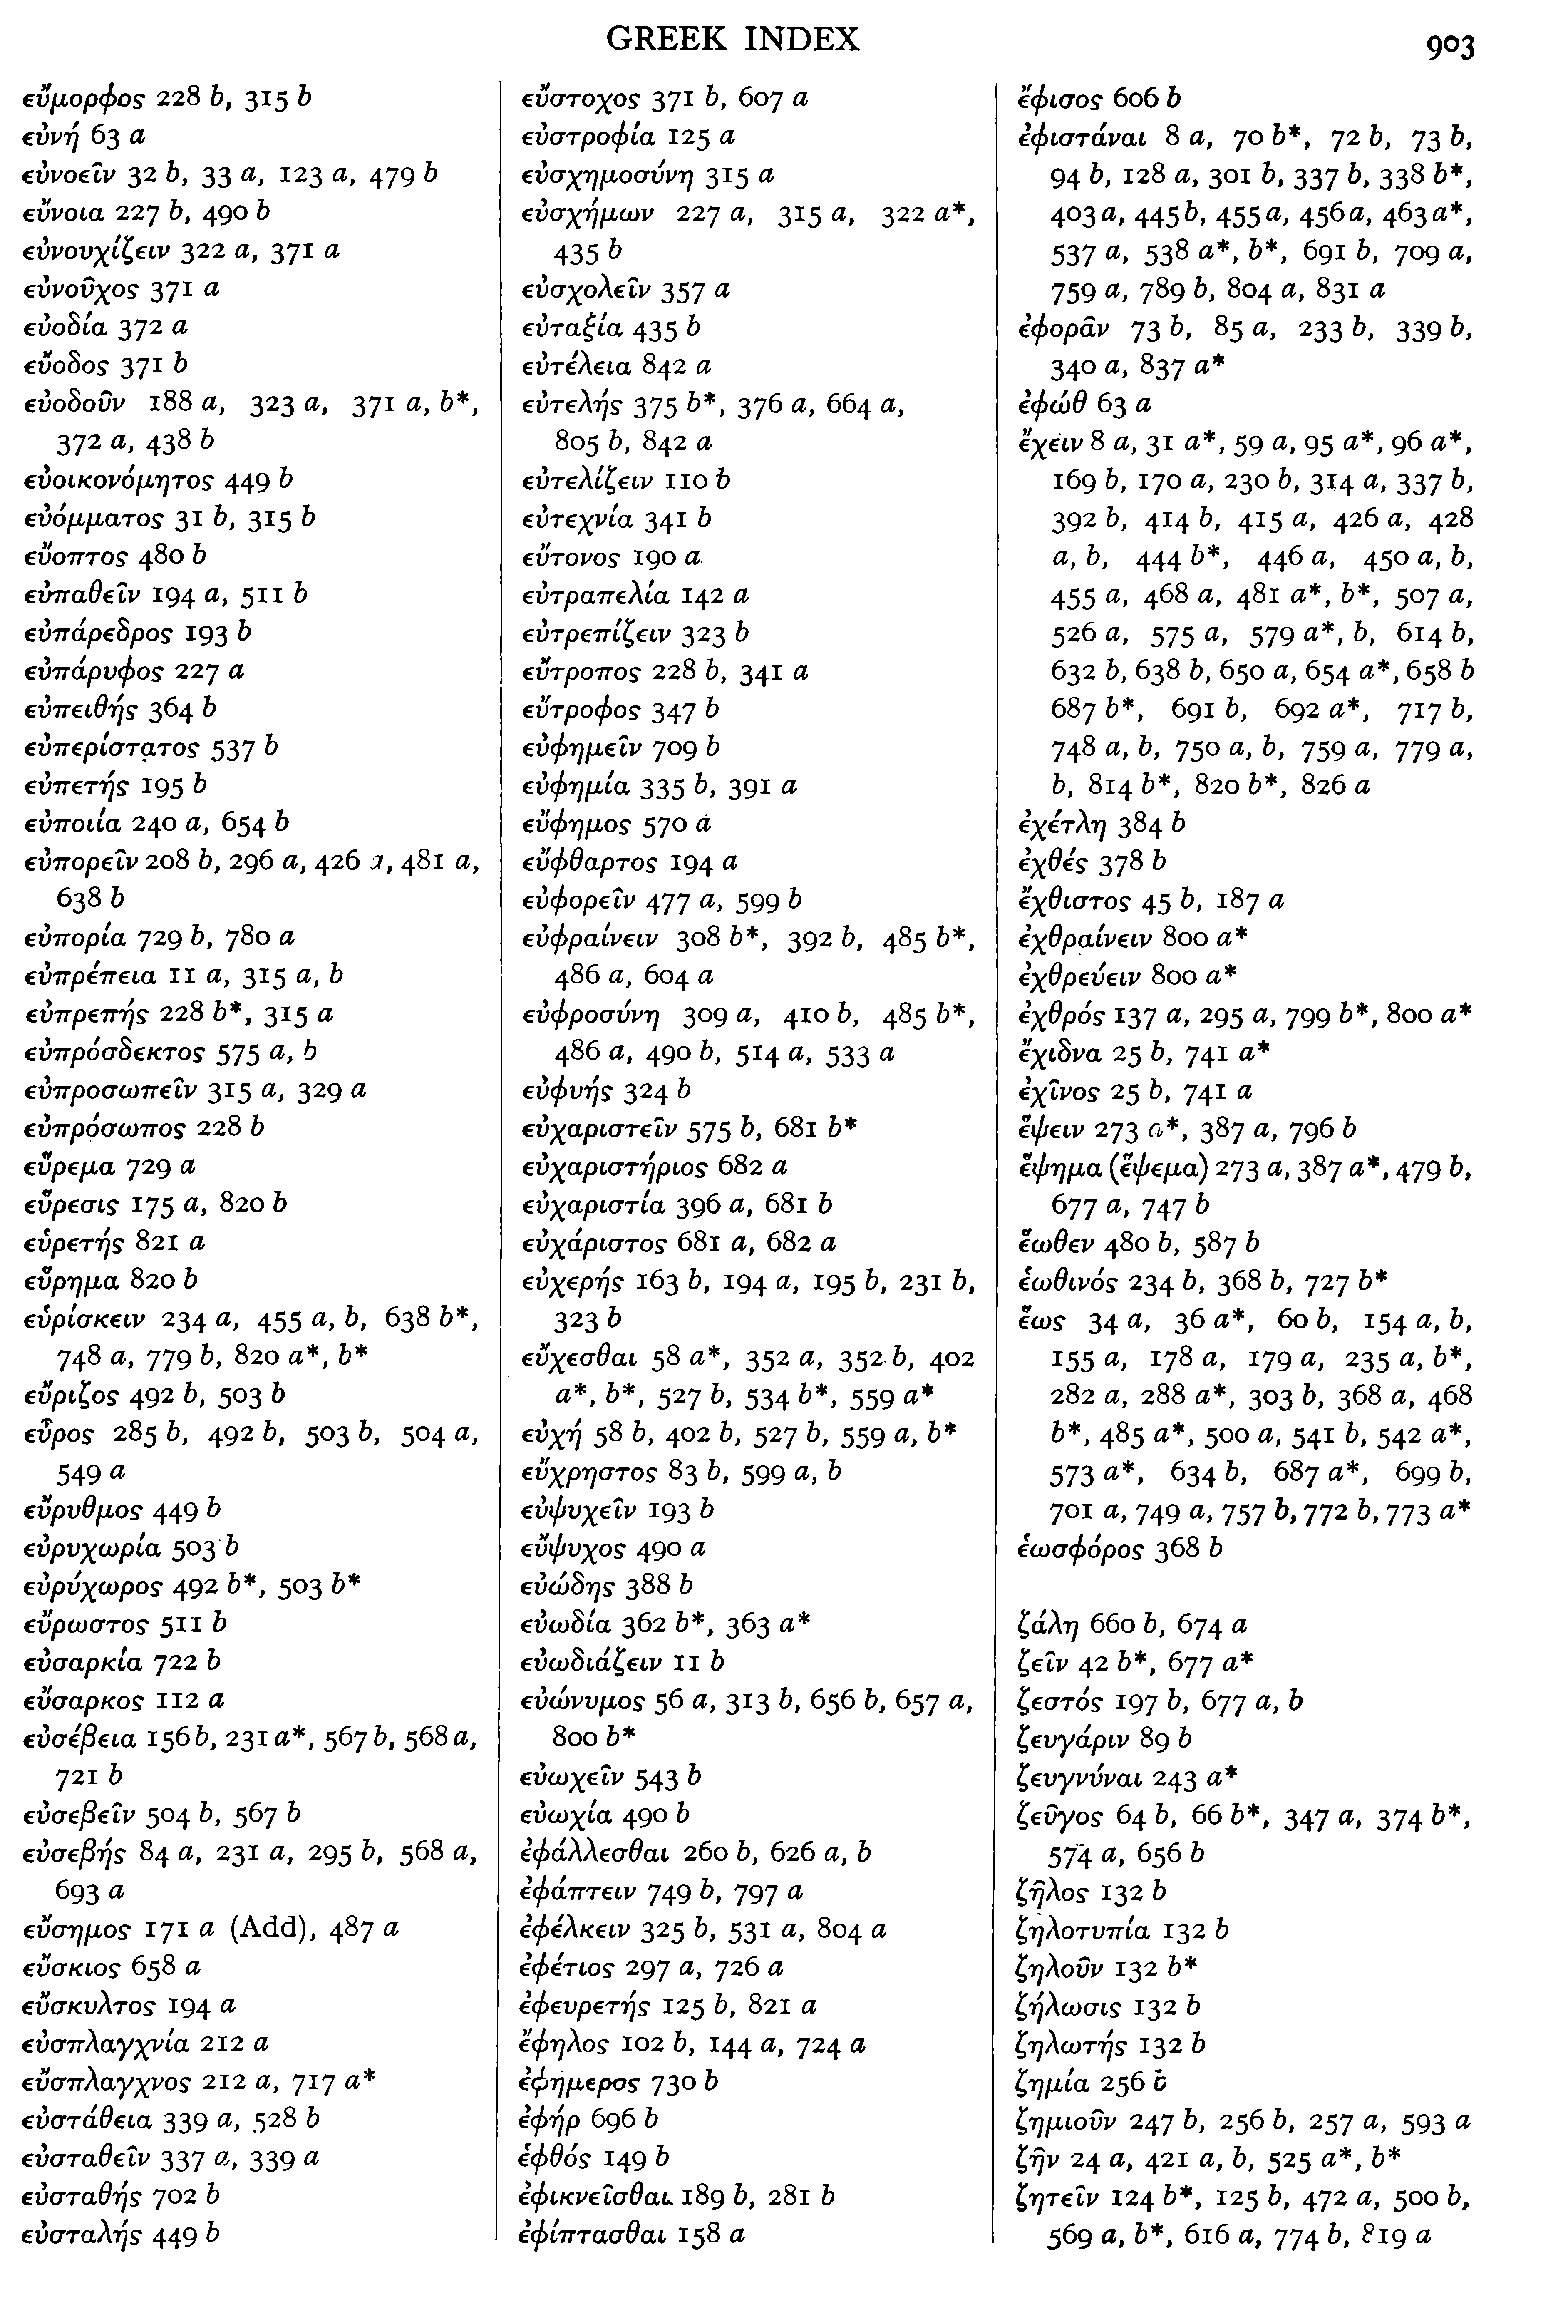 GREEK INDEX
903
εὔμορφος 228 b, 315 b
εὐνή 63 a
εὐνοεῖν 32 b, 33 a, 123 a, 479 b
εὔνοια 227 b, 490 b
εὐνουχίζειν 322 a, 371 a
εὐνοῦχος 371 a
εὐοδία 372 a
εὔοδος 371 b
εὐοδοῦν 188 a, 323 a, 371 a, b*,
372 a, 438 b
εὐοικονόμητος 449 b
εὐόμματος 31 b, 315 b
εὔοπτος 480 b
εὐπαθεῖν 194 a, 511 b
εὐπάρεδρος 193 b
εὐπάρυφος 227 a
εὐπειθής 364 b
εὐπερίστατος 537 b
εὐπετής 195 b
εὐποιία 240 a, 654 b
εὐπορεῖν 208 b, 296 a, 426 a, 481 a,
638 b
εὐπορία 729 b, 780 a
εὐπρέπεια 11 a, 315 a, b
εὐπρεπής 228 b*, 315 a
εὐπρόσδεκτος 575 a, b
εὐπροσωπεῖν 315 a, 329 a
εὐπρόσωπος 228 b
εὕρεμα 729 a
εὕρεσις 175 a, 820 b
εὑρετής 821 a
εὕρημα 820 b
εὑρίσκειν 234 a, 455 a, b, 638 b*,
748 a, 779 b, 820 a*, b*
εὔριζος 492 b, 503 b
εὖρος 285 b, 492 b, 503 b, 504 a,
549 a
εὔρυθμος 449 b
εὐρυχωρία 503 b
εὐρύχωρος 492 b*, 503 b*
εὔρωστος 511 b
εὐσαρκία 722 b
εὔσαρκος 112 a
εὐσέβεια 156 b, 231 a*, 567 b, 568 a,
721 b
εὐσεβεῖν 504 b, 567 b
εὐσεβής 84 a, 231 a, 295 b, 568 a,
693 a
εὔσημος 171 a (Add), 487 a
εὔσκιος 658 a
εὔσκυλτος 194 a
εὐσπλαγχνία 212 a
εὔσπλαγχνος 212 a, 717 a*
εὐστάθεια 339 a, 528 b
εὐσταθεῖν 337 a, 339 a
εὐσταθής 702 b
εὐσταλής 449 b
εὔστοχος 371 b, 607 a
εὐστροφία 125 a
εὐσχημοσύνη 315 a
εὐσχήμων 227 a, 315 a, 322 a*,
435 b
εὐσχολεῖν 357 a
εὐταξία 435 b
εὐτέλεια 842 a
εὐτελής 375 b*, 376 a, 664 a,
805 b, 842 a
εὐτελίζειν 110 b
εὐτεχνία 341 b
εὔτονος 190 a
εὐτραπελία 142 a
εὐτρεπίζειν 323 b
εὔτροπος 228 b, 341 a
εὔτροφος 347 b
εὐφημεῖν 709 b
εὐφημία 335 b, 391 a
εὔφημος 570 a
εὔφθαρτος 194 a
εὐφορεῖν 477 a, 599 b
εὐφραίνειν 308 b*, 392 b, 485 b*,
486 a, 604 a
εὐφροσύνη 309 a, 410 b, 485 b*,
486 a, 490 b, 514 a, 533 a
εὐφυής 324 b
εὐχαριστεῖν 575 b, 681 b*
εὐχαριστήριος 682 a
εὐχαριστία 396 a, 681 b
εὐχάριστος 681 a, 682 a
εὐχερής 163 b, 194 a, 195 b, 231 b,
323 b
εὔχεσθαι 58 a*, 352 a, 352 b, 402
a*, b*, 527 b, 534 b*, 559 a*
εὐχή 58 b, 402 b, 527 b, 559 a, b*
εὔχρηστος 83 b, 599 a, b
εὐψυχεῖν 193 b
εὔψυχος 490 a
εὐώδης 388 b
εὐωδία 362 b*, 363 a*
εὐωδιάζειν 11 b
εὐώνυμος 56 a, 313 b, 656 b, 657 a,
800 b*
εὐωχεῖν 543 b
εὐωχία 490 b
ἐφάλλεσθαι 260 b, 626 a, b
ἐφάπτειν 749 b, 797 a
ἐφέλκειν 325 b, 531 a, 804 a
ἐφέτιος 297 a, 726 a
ἐφευρετής 125 b, 821 a
ἔφηλος 102 b, 144 a, 724 a
ἐφήμερος 730 b
ἐφήρ 696 b
ἑφθός 149 b
ἐφικνεῖσθαι 189 b, 281 b
ἐφίπτασθαι 158 a
ἔφισος 606 b
ἐφιστάναι 8 a, 70 b*, 72 b, 73 b,
94 b, 128 a, 301 b, 337 b, 338 b*,
403 a, 445 b, 455 a, 456 a, 463 a*,
537 a, 538 a*, b*, 691 b, 709 a,
759 a, 789 b, 804 a, 831 a
ἐφορᾶν 73 b, 85 a, 233 b, 339 b,
340 a, 837 a*
ἐφώθ 63 a
ἔχειν 8 a, 31 a*, 59 a, 95 a*, 96 a*,
169 b, 170 a, 230 b, 314 a, 337 b,
392 b, 414 b, 415 a, 426 a, 428
a, b, 444 b*, 446 a, 450 a, b,
455 a, 468 a, 481 a*, b*, 507 a,
526 a, 575 a, 579 a*, b, 614 b,
632 b, 638 b, 650 a, 654 a*, 658 b
687 b*, 691 b, 692 a*, 717 b,
748 a, b, 750 a, b, 759 a, 779 a,
b, 814 b*, 820 b*, 826 a
ἐχέτλη 384 b
ἐχθές 378 b
ἔχθιστος 45 b, 187 a
ἐχθραίνειν 800 a*
ἐχθρεύειν 800 a*
ἐχθρός 137 a, 295 a, 799 b*, 800 a*
ἔχιδνα 25 b, 741 a*
ἐχῖνος 25 b, 741 a
ἕψειν 273 a*, 387 a, 796 b
ἕψημα (ἕψεμα) 273 a, 387 a*, 479 b,
677 a, 747 b
ἕωθεν 480 b, 587 b
ἑωθινός 234 b, 368 b, 727 b*
ἕως 34 a, 36 a*, 60 b, 154 a, b,
155 a, 178 a, 179 a, 235 a, b*,
282 a, 288 a*, 303 b, 368 a, 468
b*, 485 a*, 500 a, 541 b, 542 a*,
573 a*, 634 b, 687 a*, 699 b,
701 a, 749 a, 757 b, 772 b, 773 a*
ἑωσφόρος 368 b
ζάλη 660 b, 674 a
ζεῖν 42 b*, 677 a*
ζεστός 197 b, 677 a, b
ζευγάριν 89 b
ζευγνύναι 243 a*
ζεῦγος 64 b, 66 b*, 347 a, 374 b*,
574 a, 656 b
ζῆλος 132 b
ζηλοτυπία 132 b
ζηλοῦν 132 b*
ζήλωσις 132 b
ζηλωτής 132 b
ζημία 256 b
ζημιοῦν 247 b, 256 b, 257 a, 593 a
ζῆν 24 a, 421 a, b, 525 a*, b*
ζητεῖν 124 b*, 125 b, 472 a, 500 b,
569 a, b*, 616 a, 774 b, 819 a